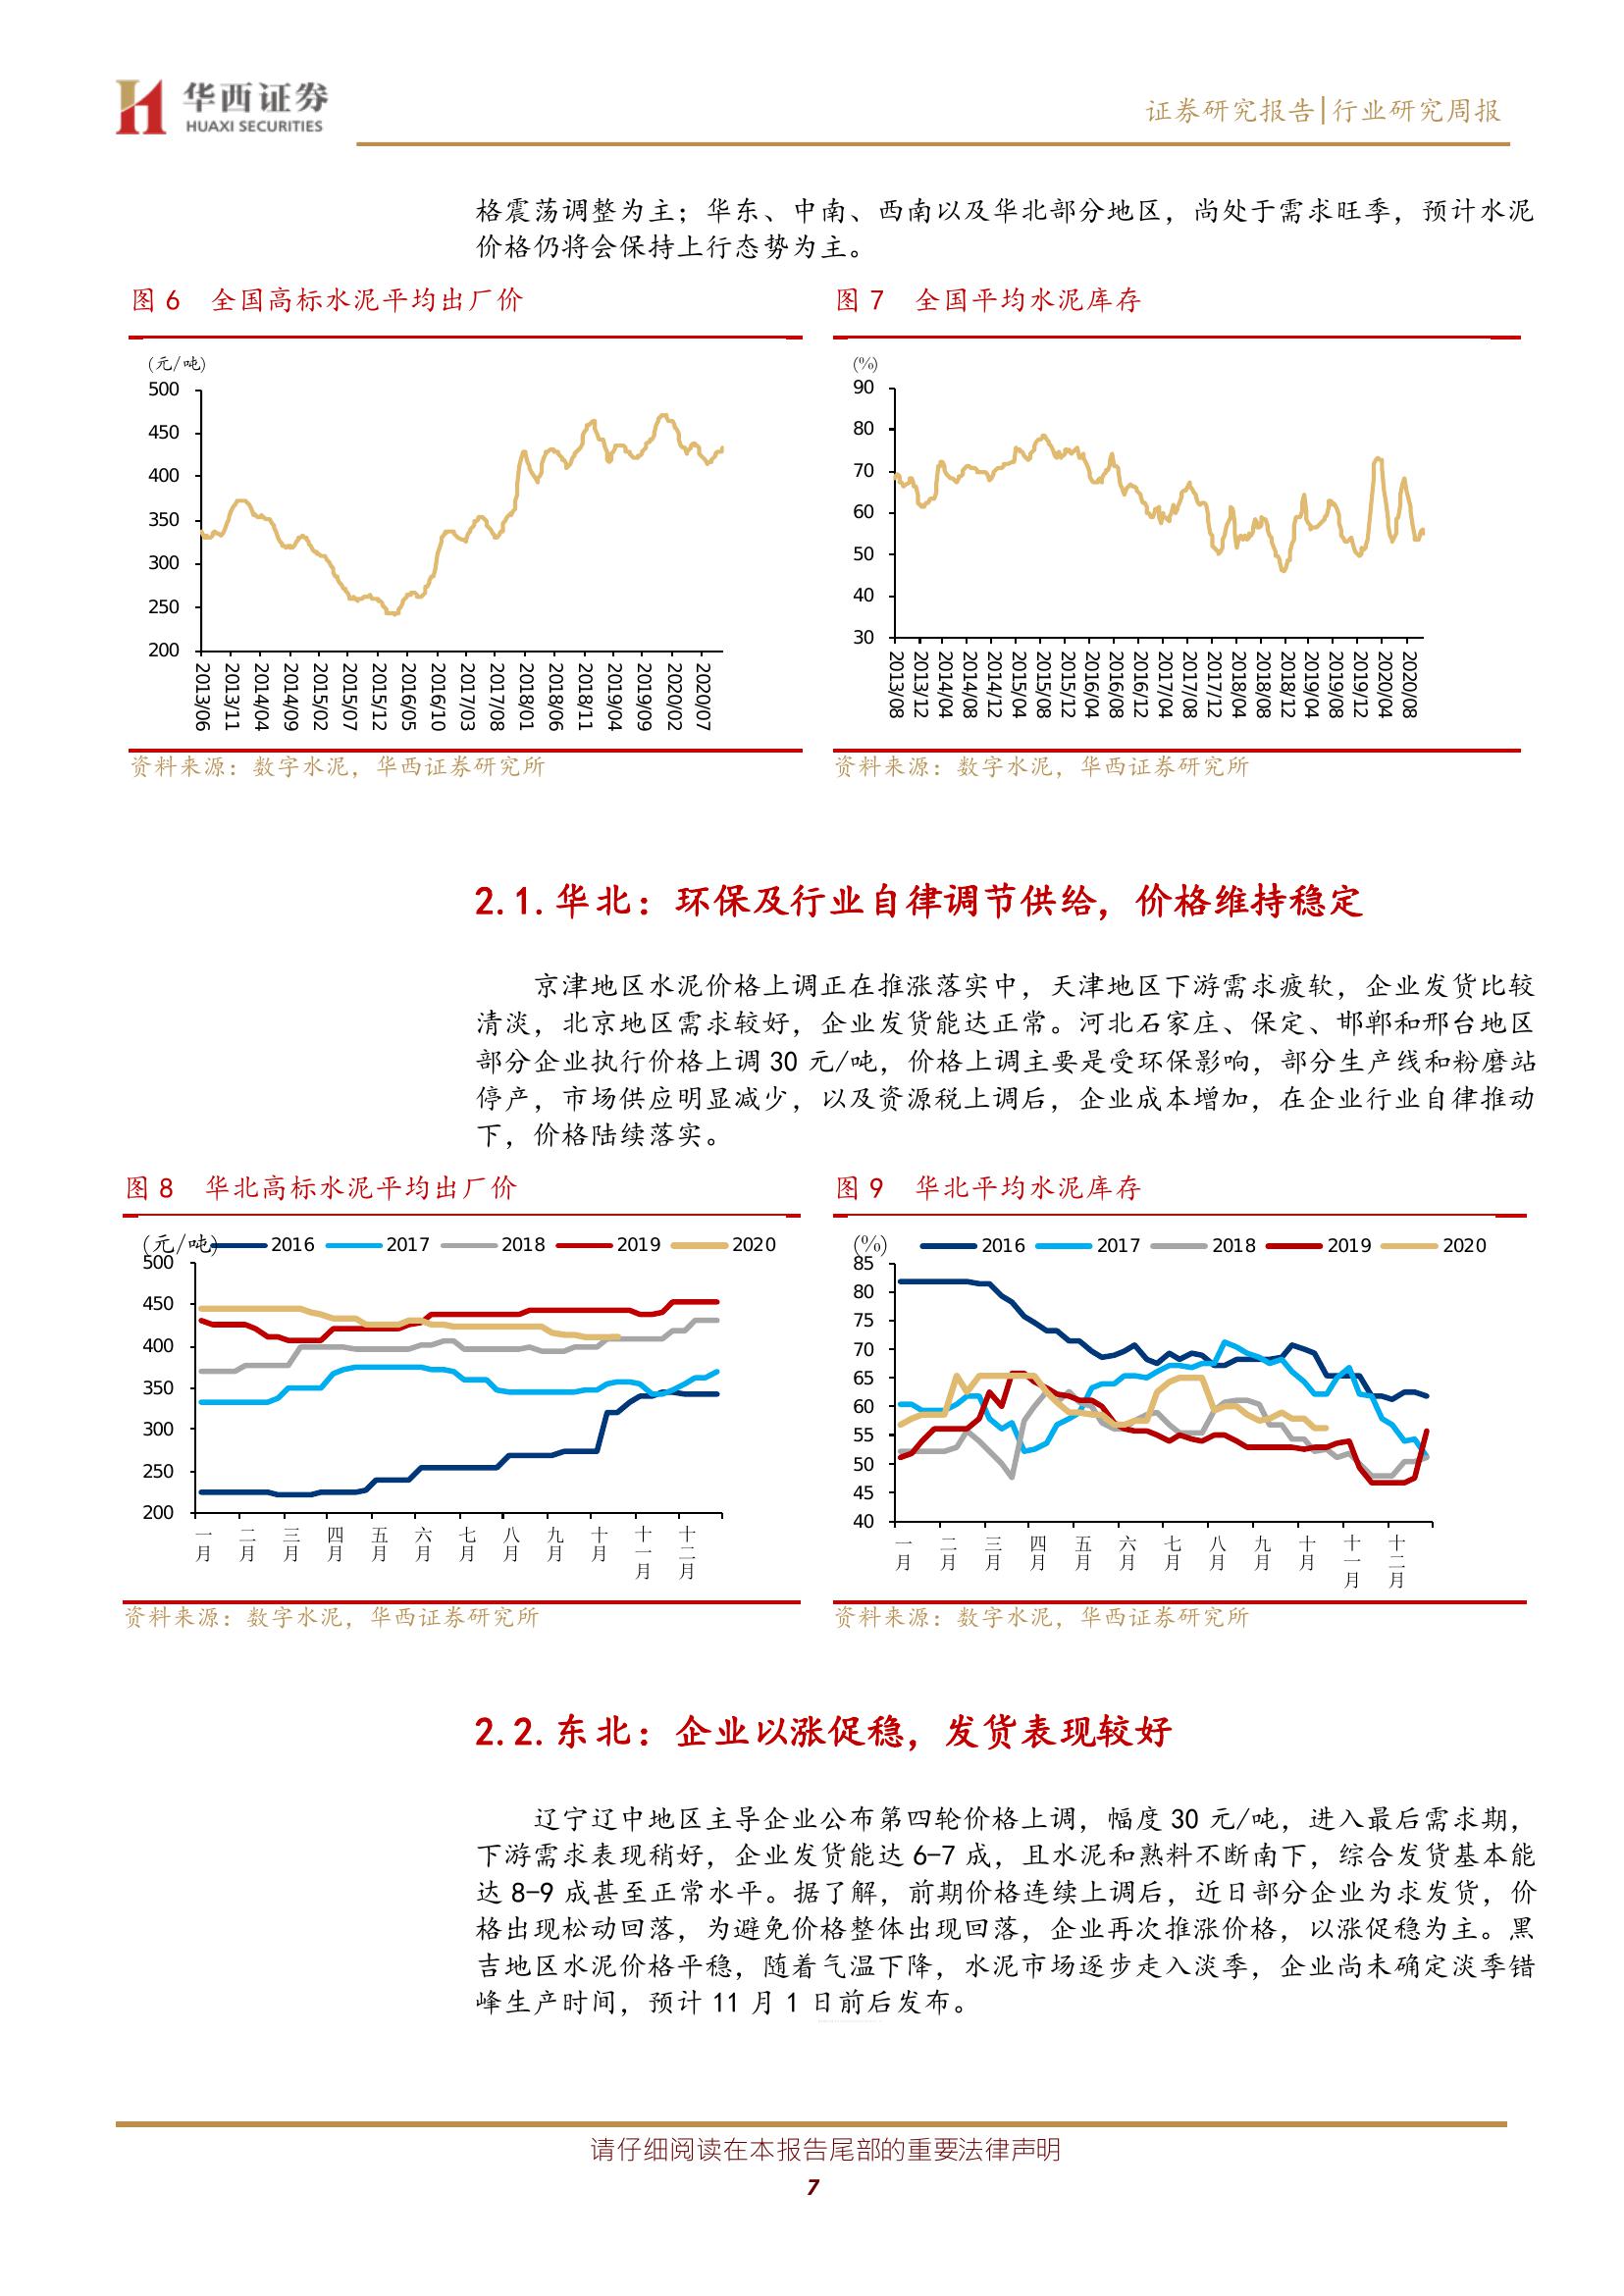 华西证券
HUAXI SECURITIES
证券研究报告|行业研究周报
格震荡调整为主；华东、中南、西南以及华北部分地区，尚处于需求旺季，预计水泥
价格仍将会保持上行态势为主。
图 6 全国高标水泥平均出厂价
(元/吨)
500
450
400
350
300
250
200
2013/06
2013/11
2014/04
2014/09
2015/02
2015/07
2015/12
2016/05
2016/10
2017/03
2017/08
2018/01
2018/06
2018/11
2019/04
2019/09
2020/02
2020/07
资料来源：数字水泥，华西证券研究所
图 7 全国平均水泥库存
(%)
90
80
70
60
50
40
30
2013/08
2013/12
2014/04
2014/08
2014/12
2015/04
2015/08
2015/12
2016/04
2016/08
2016/12
2017/04
2017/08
2017/12
2018/04
2018/08
2018/12
2019/04
2019/08
2019/12
2020/04
2020/08
资料来源：数字水泥，华西证券研究所
2.1.华北：环保及行业自律调节供给，价格维持稳定
京津地区水泥价格上调正在推涨落实中，天津地区下游需求疲软，企业发货比较
清淡，北京地区需求较好，企业发货能达正常。河北石家庄、保定、邯郸和邢台地区
部分企业执行价格上调 30 元/吨，价格上调主要是受环保影响，部分生产线和粉磨站
停产，市场供应明显减少，以及资源税上调后，企业成本增加，在企业行业自律推动
下，价格陆续落实。
图 8 华北高标水泥平均出厂价
(元/吨)
2016 2017 2018 2019 2020
500
450
400
350
300
250
200
一月 二月 三月 四月 五月 六月 七月 八月 九月 十月 十一月 十二月
资料来源：数字水泥，华西证券研究所
图 9 华北平均水泥库存
(%)
2016 2017 2018 2019 2020
85
80
75
70
65
60
55
50
45
40
一月 二月 三月 四月 五月 六月 七月 八月 九月 十月 十一月 十二月
资料来源：数字水泥，华西证券研究所
2.2.东北：企业以涨促稳，发货表现较好
辽宁辽中地区主导企业公布第四轮价格上调，幅度 30 元/吨，进入最后需求期，
下游需求表现稍好，企业发货能达 6-7 成，且水泥和熟料不断南下，综合发货基本能
达 8-9 成甚至正常水平。据了解，前期价格连续上调后，近日部分企业为求发货，价
格出现松动回落，为避免价格整体出现回落，企业再次推涨价格，以涨促稳为主。黑
吉地区水泥价格平稳，随着气温下降，水泥市场逐步走入淡季，企业尚未确定淡季错
峰生产时间，预计 11 月 1 日前后发布。
请仔细阅读在本报告尾部的重要法律声明
7